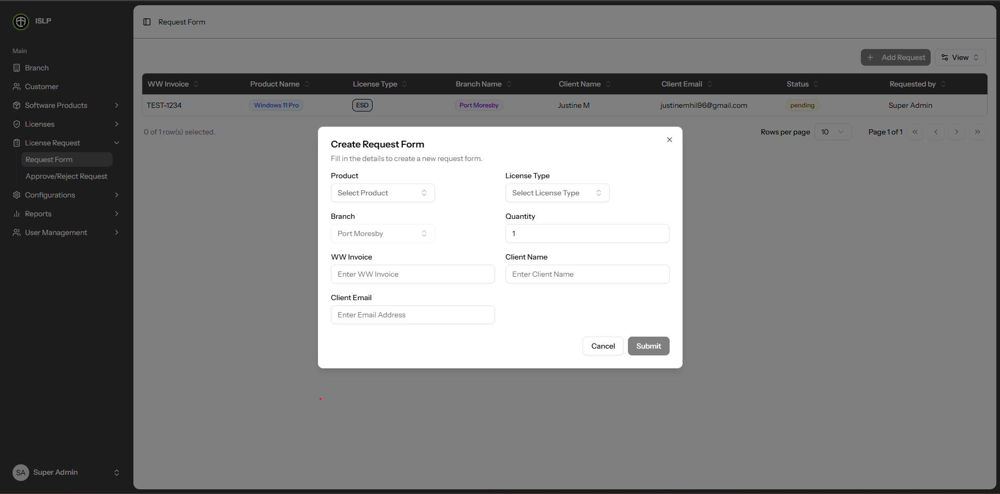 ISLP
Request Form
Main
Branch
Customer
Software Products
Licenses
License Request
Request Form
Approve/Reject Request
Configurations
Reports
User Management
SA Super Admin
Add Request View
WW Invoice Product Name License Type Branch Name Client Name Client Email Status Requested by
TEST-1234 Windows 11 Pro ESD Port Moresby Justine M justinemhil96@gmail.com pending Super Admin
0 of 1 row(s) selected. Rows per page 10 Page 1 of 1
Create Request Form
Fill in the details to create a new request form.
Product License Type
Select Product Select License Type
Branch Quantity
Port Moresby 1
WW Invoice Client Name
Enter WW Invoice Enter Client Name
Client Email
Enter Email Address
Cancel Submit